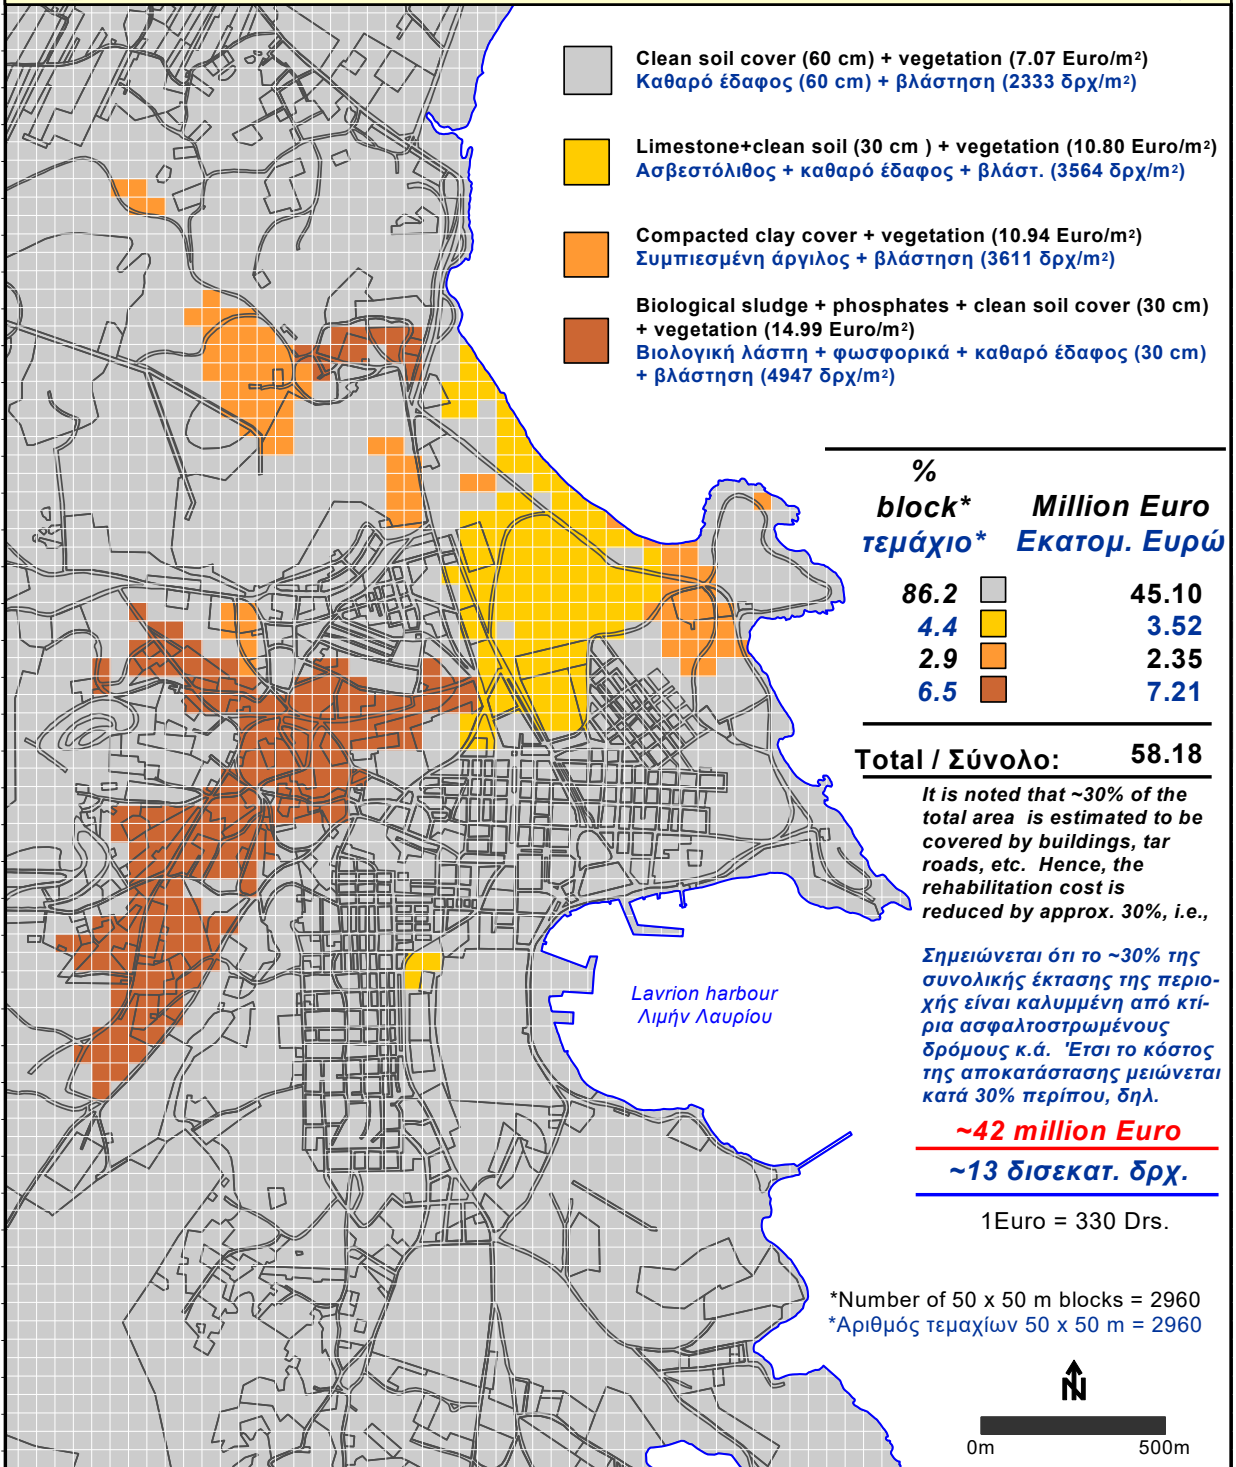 Clean soil cover (60 cm) + vegetation (7.07 Euro/m²)
Καθαρό έδαφος (60 cm) + βλάστηση (2333 δρχ/m²)
Limestone+clean soil (30 cm ) + vegetation (10.80 Euro/m²)
Ασβεστόλιθος + καθαρό έδαφος + βλάστ. (3564 δρχ/m²)
Compacted clay cover + vegetation (10.94 Euro/m²)
Συμπιεσμένη άργιλος + βλάστηση (3611 δρχ/m²)
Biological sludge + phosphates + clean soil cover (30 cm)
+ vegetation (14.99 Euro/m²)
Βιολογική λάσπη + φωσφορικά + καθαρό έδαφος (30 cm)
+ βλάστηση (4947 δρχ/m²)
%
block* Million Euro
τεμάχιο* Εκατομ. Ευρώ
86.2 45.10
4.4 3.52
2.9 2.35
6.5 7.21
Total / Σύνολο: 58.18
It is noted that ~30% of the
total area is estimated to be
covered by buildings, tar
roads, etc. Hence, the
rehabilitation cost is
reduced by approx. 30%, i.e.,
Σημειώνεται ότι το ~30% της
συνολικής έκτασης της περιο-
χής είναι καλυμμένη από κτί-
ρια ασφαλτοστρωμένους
δρόμους κ.ά. Έτσι το κόστος
της αποκατάστασης μειώνεται
κατά 30% περίπου, δηλ.
~42 million Euro
~13 δισεκατ. δρχ.
1Euro = 330 Drs.
Lavrion harbour
Λιμήν Λαυρίου
*Number of 50 x 50 m blocks = 2960
*Αριθμός τεμαχίων 50 x 50 m = 2960
N
0m 500m